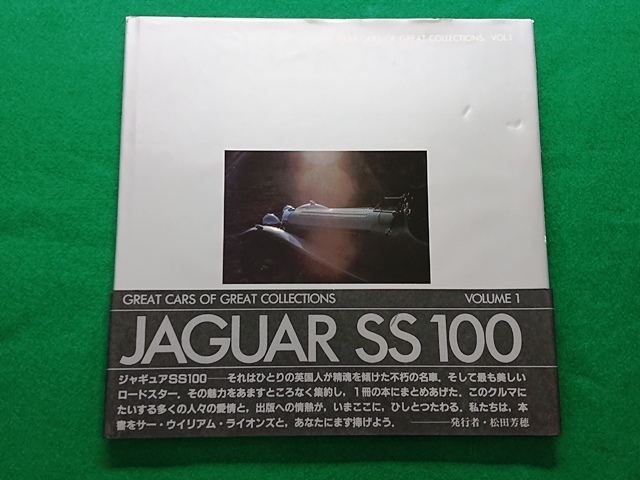 CARS OF GREAT COLLECTIONS VOL.1
GREAT CARS OF GREAT COLLECTIONS VOLUME 1
JAGUAR SS 100
ジャギュアSS100――それはひとりの英国人が精魂を傾けた不朽の名車。そして最も美しい
ロードスター。その魅力をあますところなく集約し、1冊の本にまとめあげた。このクルマに
たいする多くの人々の愛情と、出版への情熱が、いまここに、ひしとつたわる。私たちは、本
書をサー・ウイリアム・ライオンズと、あなたにまず捧げよう。――発行者・松田芳穂